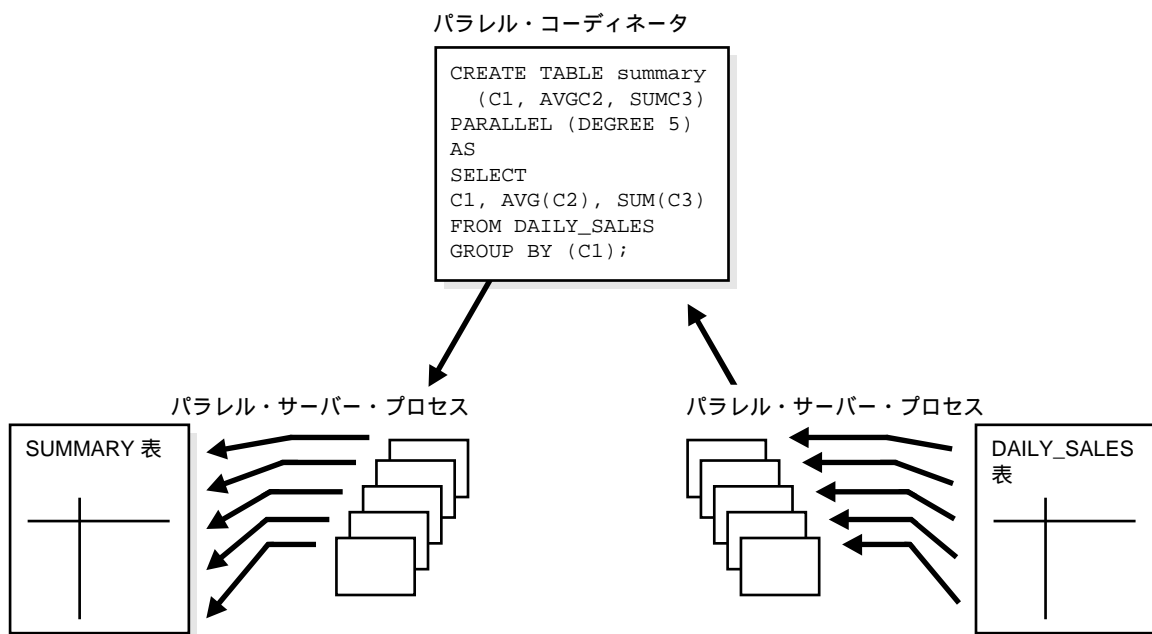 パラレル・コーディネータ
CREATE TABLE summary
(C1, AVGC2, SUMC3)
PARALLEL (DEGREE 5)
AS
SELECT
C1, AVG(C2), SUM(C3)
FROM DAILY_SALES
GROUP BY (C1);
パラレル・サーバー・プロセス
パラレル・サーバー・プロセス
SUMMARY 表
DAILY_SALES
表